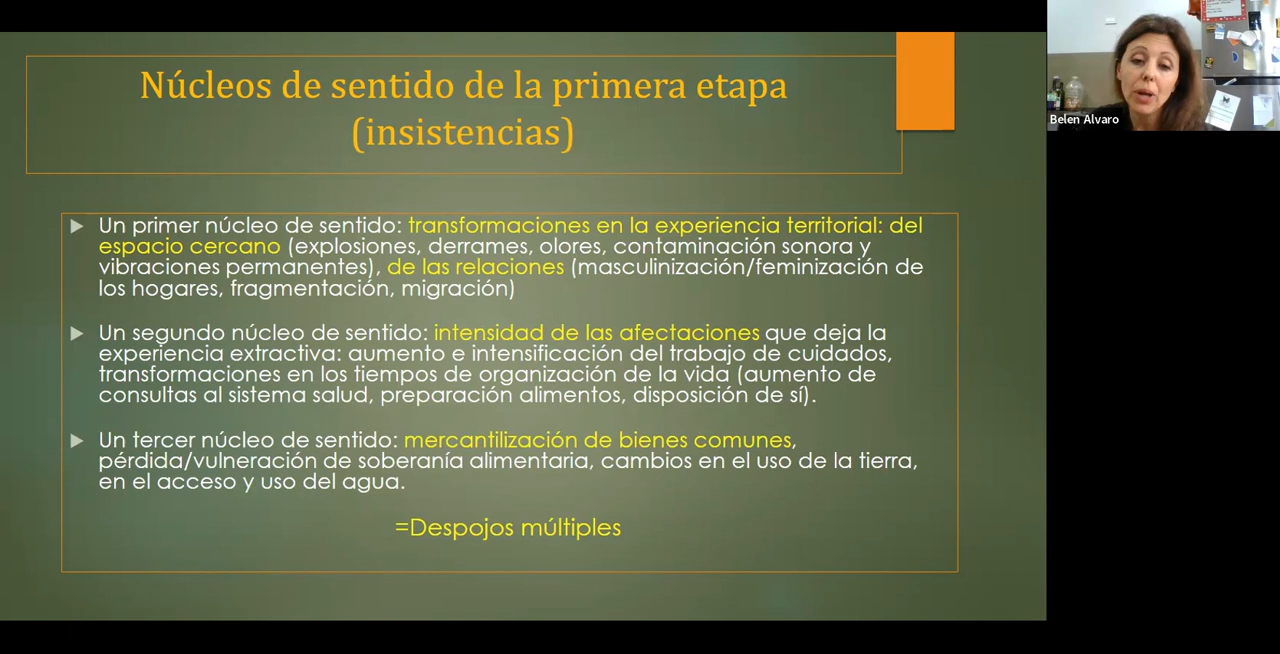 Núcleos de sentido de la primera etapa
(insistencias)
Un primer núcleo de sentido: transformaciones en la experiencia territorial: del
espacio cercano (explosiones, derrames, olores, contaminación sonora y
vibraciones permanentes), de las relaciones (masculinización/feminización de
los hogares, fragmentación, migración)
Un segundo núcleo de sentido: intensidad de las afectaciones que deja la
experiencia extractiva: aumento e intensificación del trabajo de cuidados,
transformaciones en los tiempos de organización de la vida (aumento de
consultas al sistema salud, preparación alimentos, disposición de sí).
Un tercer núcleo de sentido: mercantilización de bienes comunes,
pérdida/vulneración de soberanía alimentaria, cambios en el uso de la tierra,
en el acceso y uso del agua.
=Despojos múltiples
Belen Alvaro